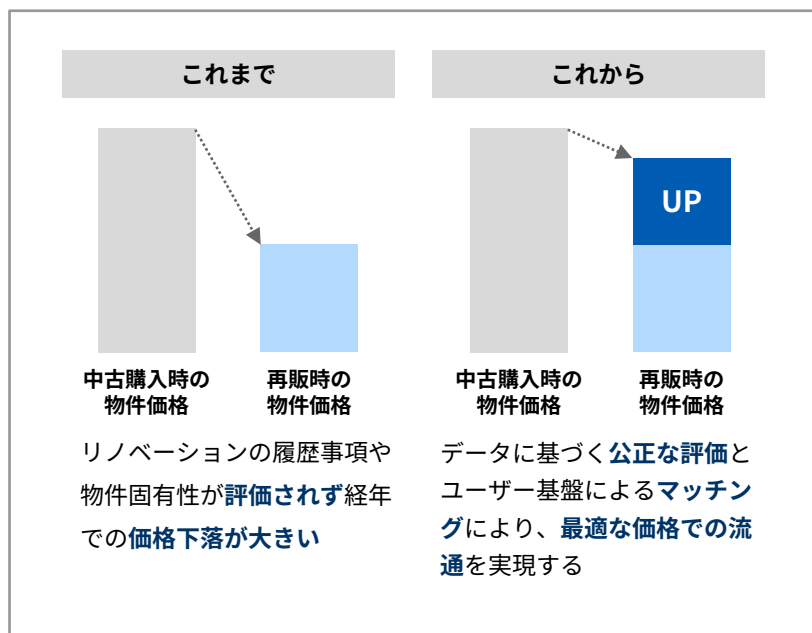 これまで
中古購入時の
物件価格
再販時の
物件価格
リノベーションの履歴事項や
物件固有性が評価されず経年
での価格下落が大きい
これから
UP
中古購入時の
物件価格
再販時の
物件価格
データに基づく公正な評価と
ユーザー基盤によるマッチン
グにより、最適な価格での流
通を実現する